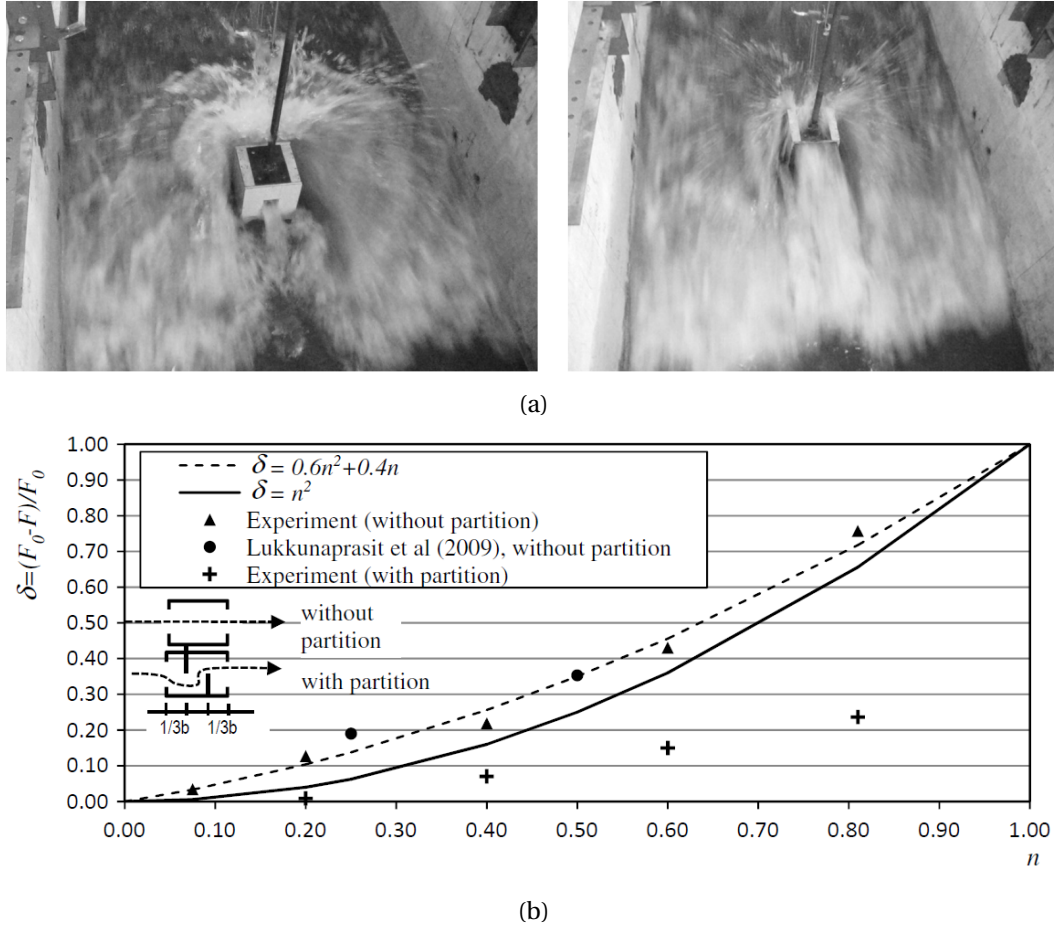 (a)
1.00
0.90
0.80
0.70
0.60
0.50
0.40
0.30
0.20
0.10
0.00
δ=(F₀-F)/F₀
δ = 0.6n²+0.4n
δ = n²
Experiment (without partition)
Lukkunaprasit et al (2009), without partition
Experiment (with partition)
without
partition
with partition
1/3b 1/3b
0.00 0.10 0.20 0.30 0.40 0.50 0.60 0.70 0.80 0.90 1.00
n
(b)